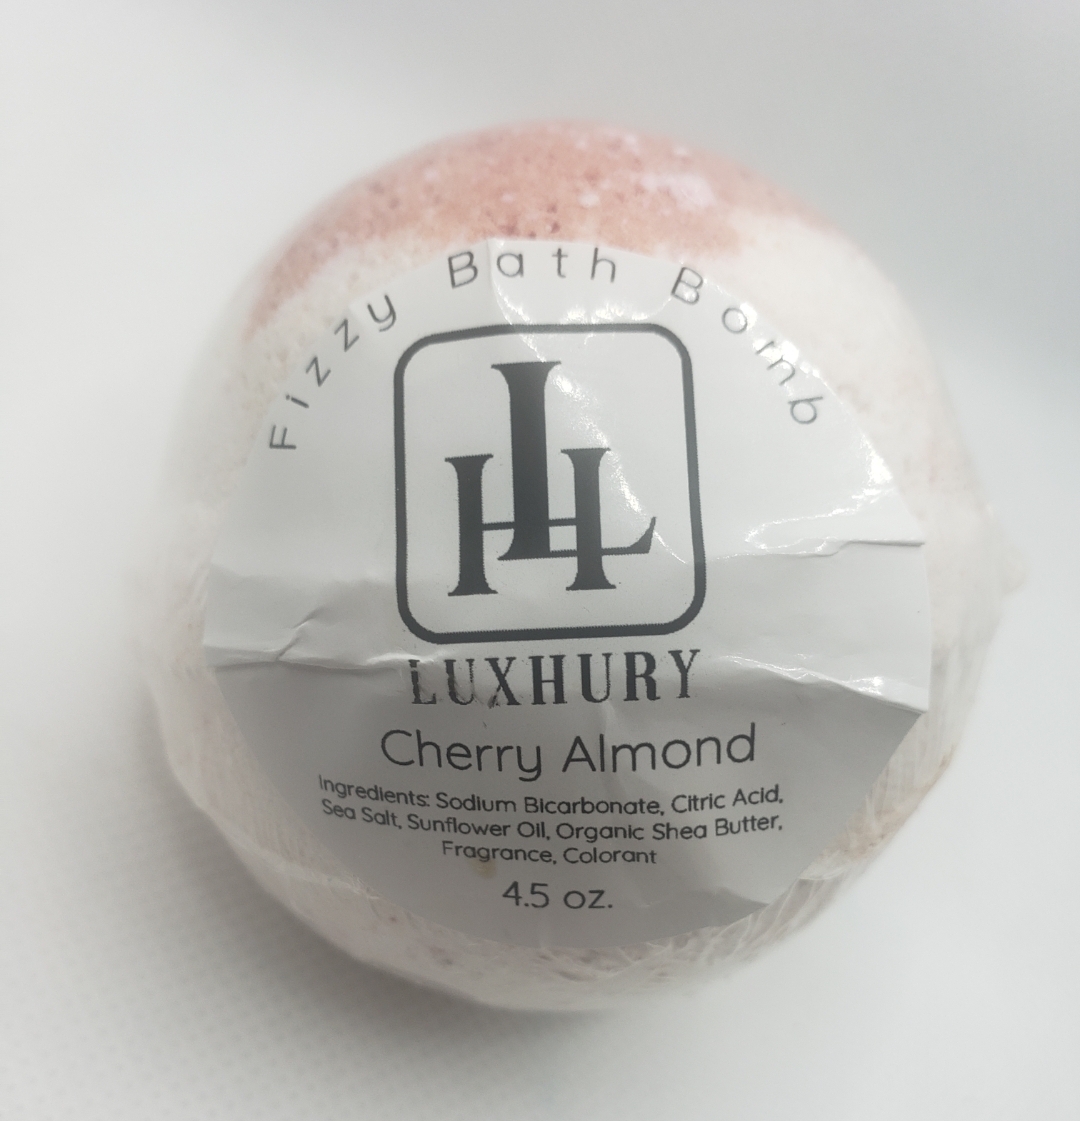 Fizzy Bath Bomb
LHL
LUXHURY
Cherry Almond
Ingredients: Sodium Bicarbonate, Citric Acid,
Sea Salt, Sunflower Oil, Organic Shea Butter,
Fragrance, Colorant
4.5 oz.